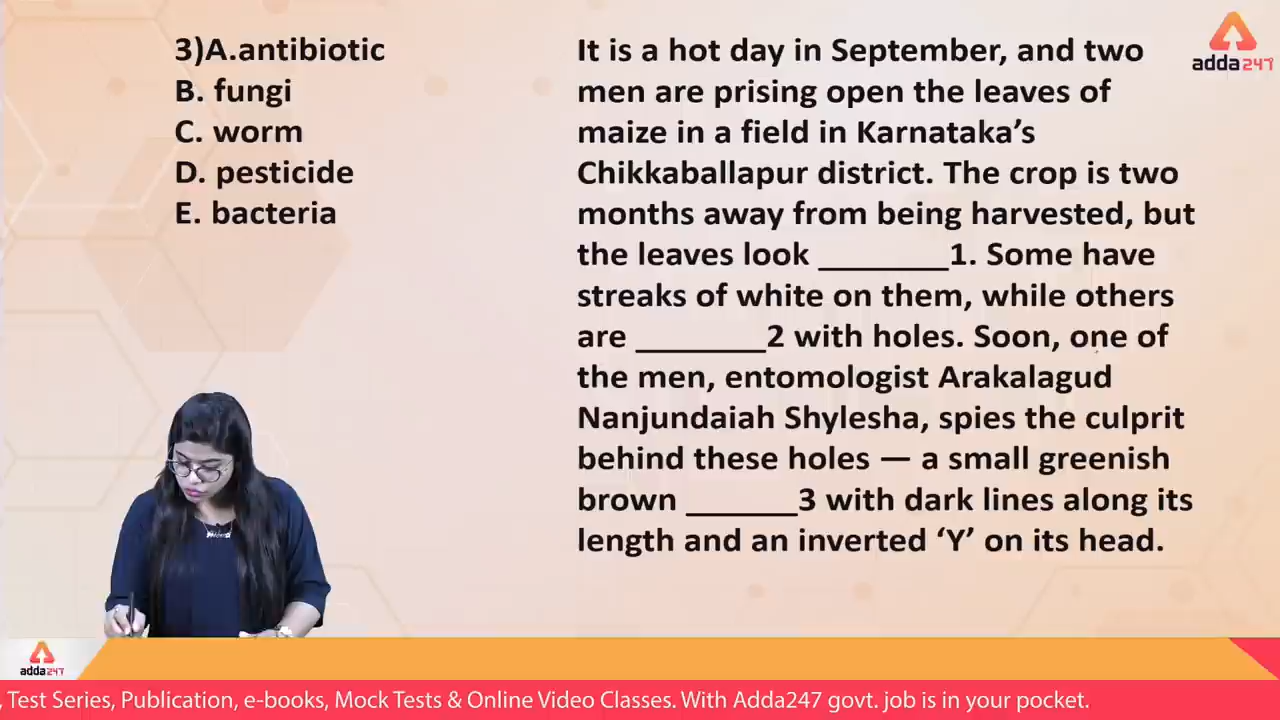 3)A.antibiotic
B. fungi
C. worm
D. pesticide
E. bacteria
It is a hot day in September, and two
men are prising open the leaves of
maize in a field in Karnataka’s
Chikkaballapur district. The crop is two
months away from being harvested, but
the leaves look ________1. Some have
streaks of white on them, while others
are ________2 with holes. Soon, one of
the men, entomologist Arakalagud
Nanjundaiah Shylesha, spies the culprit
behind these holes — a small greenish
brown _______3 with dark lines along its
length and an inverted ‘Y’ on its head.
adda247
adda247
, Test Series, Publication, e-books, Mock Tests & Online Video Classes. With Adda247 govt. job is in your pocket.